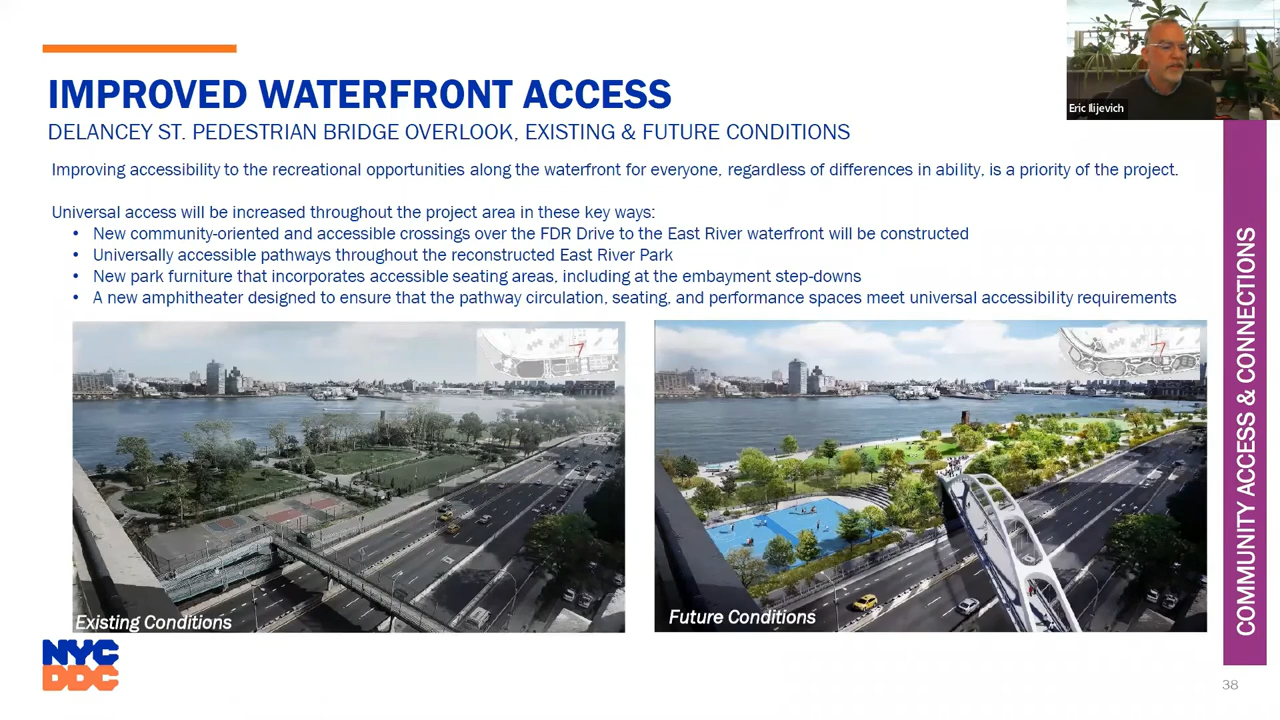 Eric Ilijevich
IMPROVED WATERFRONT ACCESS
DELANCEY ST. PEDESTRIAN BRIDGE OVERLOOK, EXISTING & FUTURE CONDITIONS
Improving accessibility to the recreational opportunities along the waterfront for everyone, regardless of differences in ability, is a priority of the project.
Universal access will be increased throughout the project area in these key ways:
• New community-oriented and accessible crossings over the FDR Drive to the East River waterfront will be constructed
• Universally accessible pathways throughout the reconstructed East River Park
• New park furniture that incorporates accessible seating areas, including at the embayment step-downs
• A new amphitheater designed to ensure that the pathway circulation, seating, and performance spaces meet universal accessibility requirements
Existing Conditions
Future Conditions
COMMUNITY ACCESS & CONNECTIONS
NYC
DDC
38